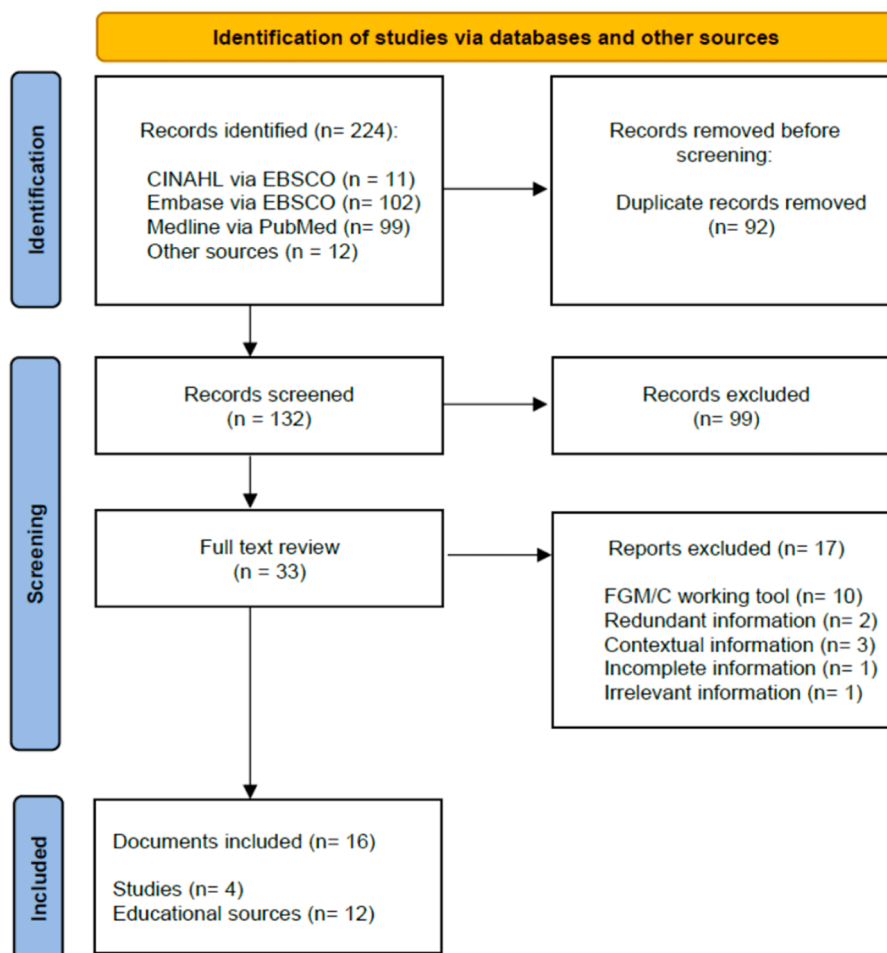 Identification of studies via databases and other sources
Identification
Records identified (n= 224):
CINAHL via EBSCO (n = 11)
Embase via EBSCO (n= 102)
Medline via PubMed (n= 99)
Other sources (n = 12)
Records removed before
screening:
Duplicate records removed
(n= 92)
Screening
Records screened
(n = 132)
Records excluded
(n= 99)
Full text review
(n = 33)
Reports excluded (n= 17)
FGM/C working tool (n= 10)
Redundant information (n= 2)
Contextual information (n= 3)
Incomplete information (n= 1)
Irrelevant information (n= 1)
Included
Documents included (n= 16)
Studies (n= 4)
Educational sources (n= 12)